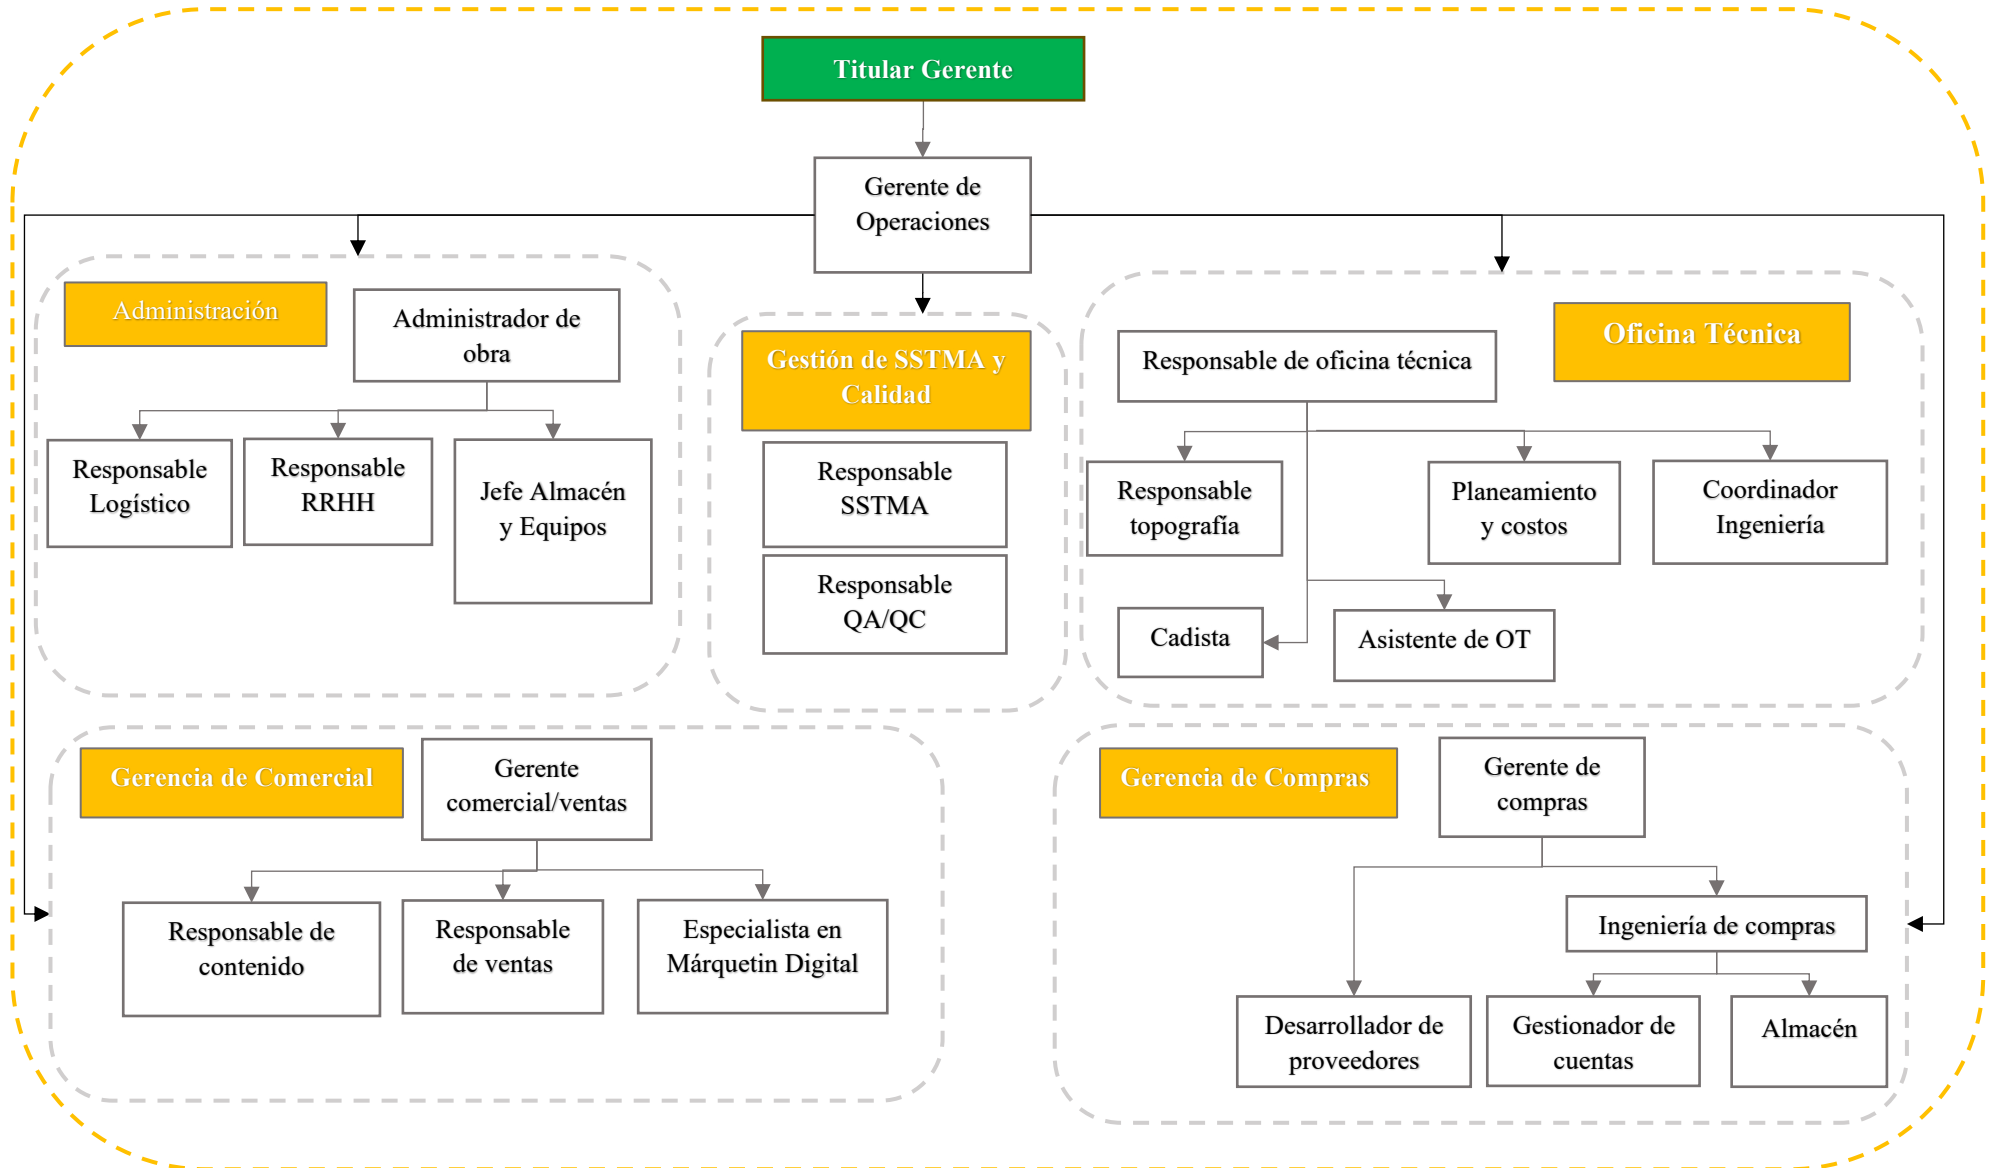 Titular Gerente
Gerente de
Operaciones
Administración
Administrador de
obra
Responsable
Logístico
Responsable
RRHH
Jefe Almacén
y Equipos
Gestión de SSTMA y
Calidad
Responsable
SSTMA
Responsable
QA/QC
Oficina Técnica
Responsable de oficina técnica
Responsable
topografía
Planeamiento
y costos
Coordinador
Ingeniería
Cadista
Asistente de OT
Gerencia de Comercial
Gerente
comercial/ventas
Responsable de
contenido
Responsable
de ventas
Especialista en
Márquetin Digital
Gerencia de Compras
Gerente de
compras
Ingeniería de compras
Desarrollador de
proveedores
Gestionador de
cuentas
Almacén